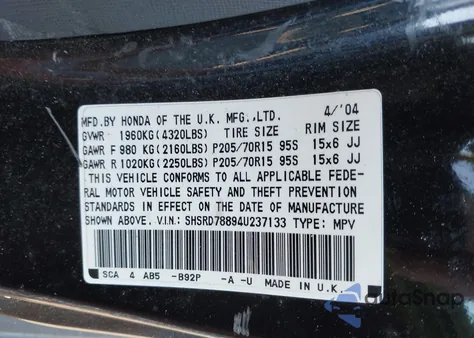 MFD.BY HONDA OF THE U.K. MFG.,LTD. 4/'04
GVWR 1960KG(4320LBS) TIRE SIZE RIM SIZE
GAWR F 980 KG(2160LBS) P205/70R15 95S 15x6 JJ
GAWR R 1020KG(2250LBS) P205/70R15 95S 15x6 JJ
THIS VEHICLE CONFORMS TO ALL APPLICABLE FEDE-
RAL MOTOR VEHICLE SAFETY AND THEFT PREVENTION
STANDARDS IN EFFECT ON THE DATE OF MANUFACTURE
SHOWN ABOVE. V.I.N: SHSRD78894U237133 TYPE: MPV
SCA 4 AB5 -B92P -A -U MADE IN U.K.
AutoSnap